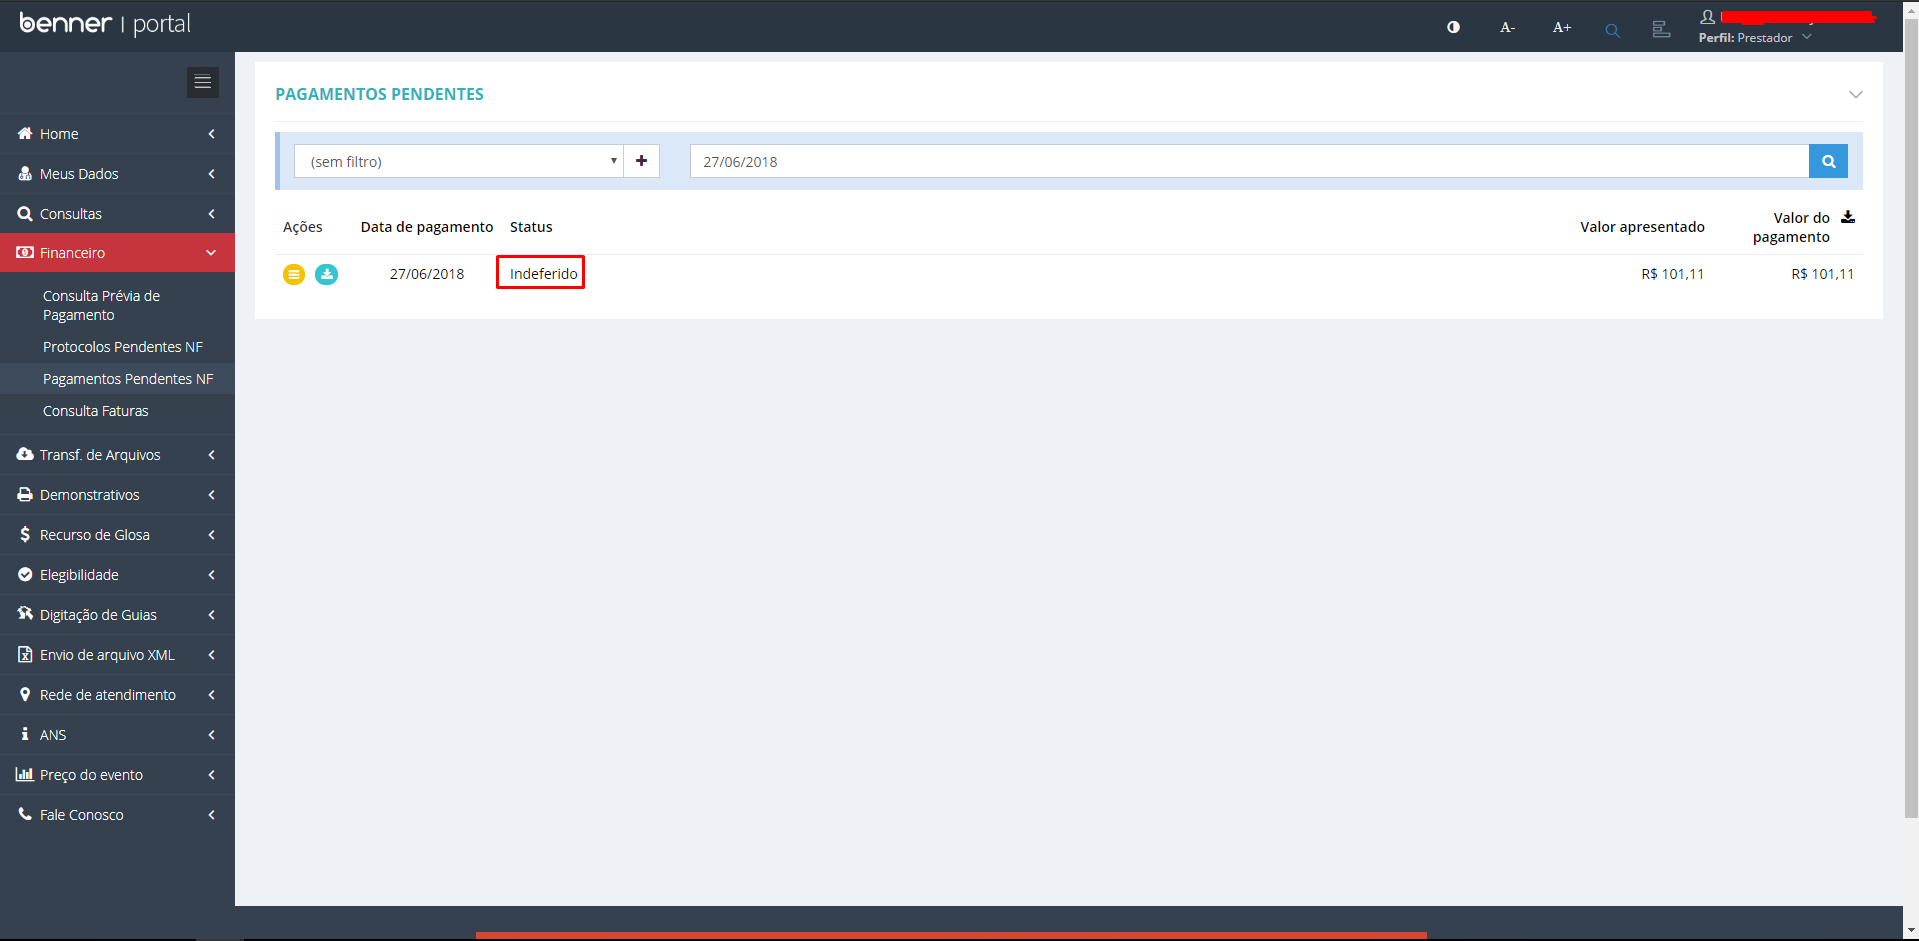 benner | portal
A-
A+
Perfil: Prestador
Home
Meus Dados
Consultas
Financeiro
Consulta Prévia de
Pagamento
Protocolos Pendentes NF
Pagamentos Pendentes NF
Consulta Faturas
Transf. de Arquivos
Demonstrativos
Recurso de Glosa
Elegibilidade
Digitação de Guias
Envio de arquivo XML
Rede de atendimento
ANS
Preço do evento
Fale Conosco
PAGAMENTOS PENDENTES
(sem filtro)
27/06/2018
Ações Data de pagamento Status Valor apresentado Valor do
pagamento
27/06/2018 Indeferido R$ 101,11 R$ 101,11